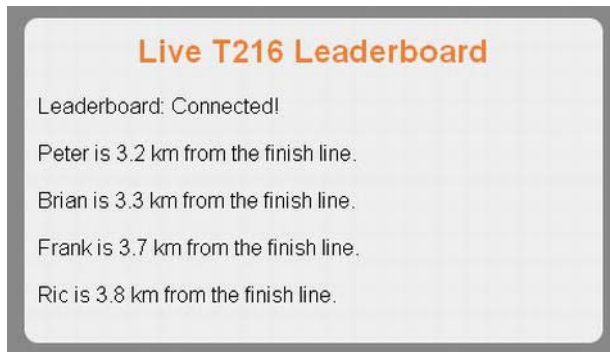 Live T216 Leaderboard
Leaderboard: Connected!
Peter is 3.2 km from the finish line.
Brian is 3.3 km from the finish line.
Frank is 3.7 km from the finish line.
Ric is 3.8 km from the finish line.